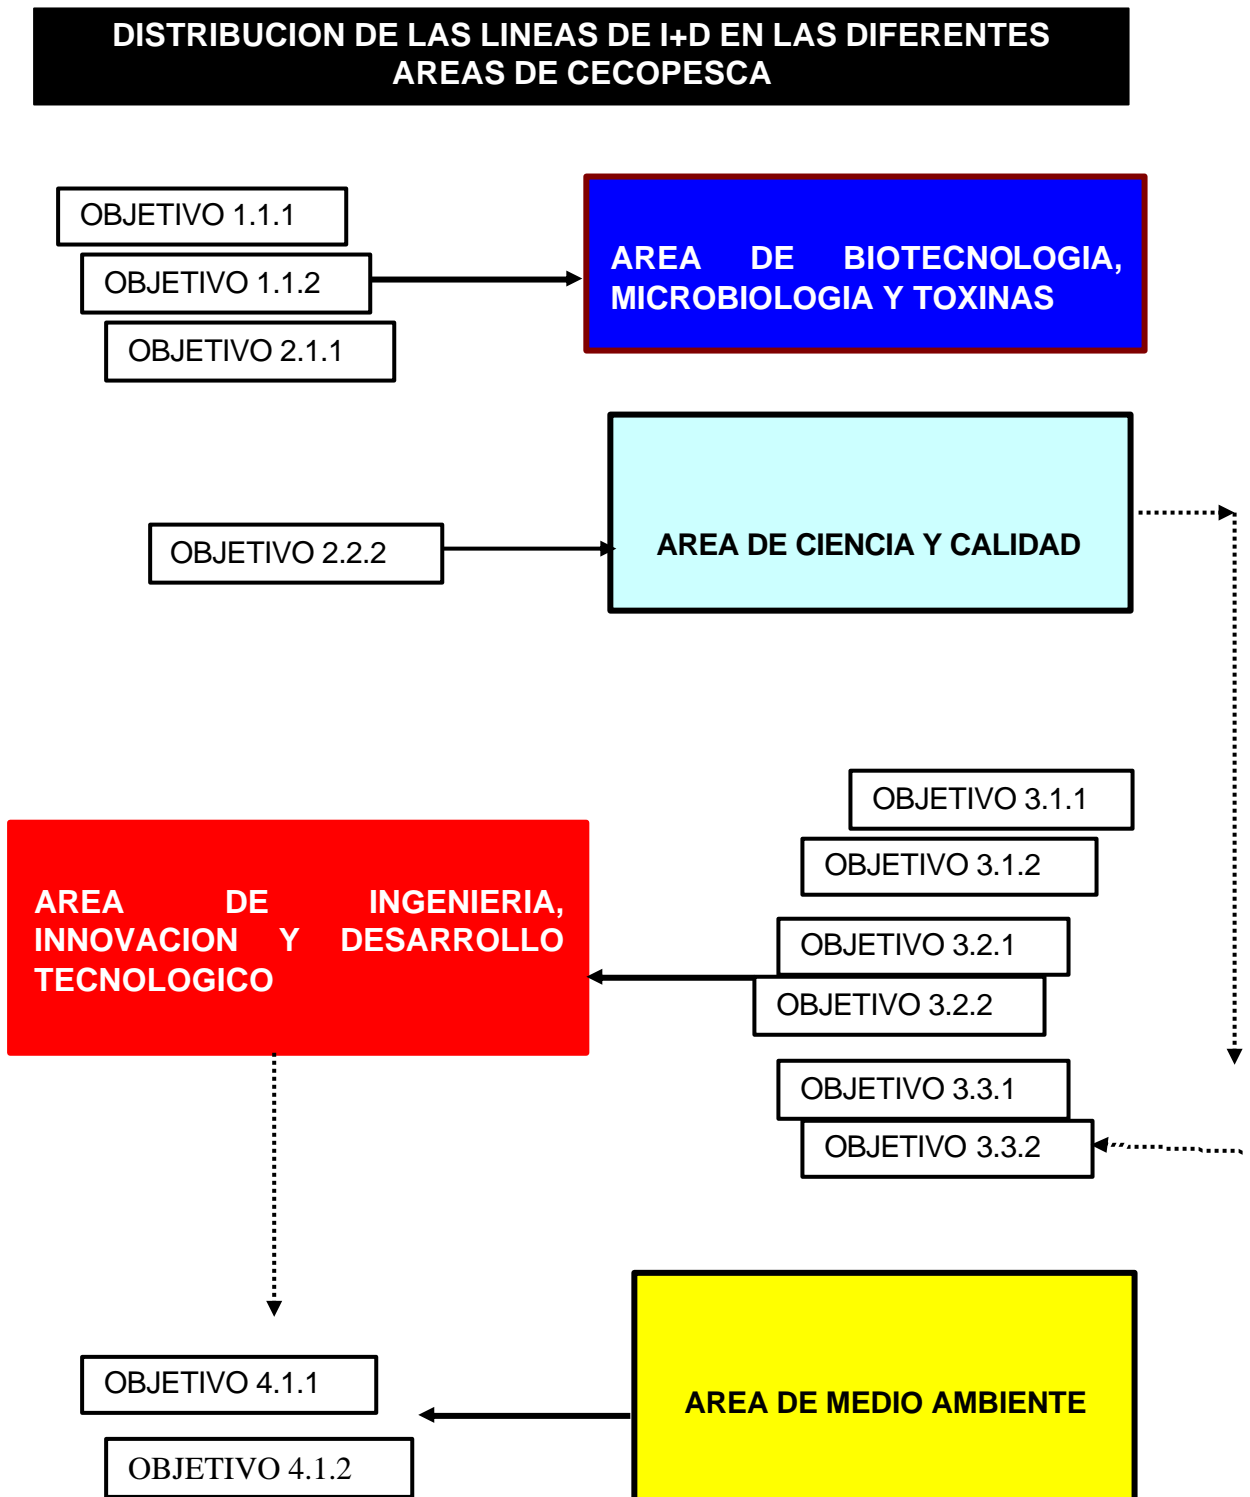 DISTRIBUCION DE LAS LINEAS DE I+D EN LAS DIFERENTES
AREAS DE CECOPESCA
OBJETIVO 1.1.1
OBJETIVO 1.1.2
OBJETIVO 2.1.1
AREA DE BIOTECNOLOGIA,
MICROBIOLOGIA Y TOXINAS
OBJETIVO 2.2.2
AREA DE CIENCIA Y CALIDAD
OBJETIVO 3.1.1
OBJETIVO 3.1.2
AREA DE INGENIERIA,
INNOVACION Y DESARROLLO
TECNOLOGICO
OBJETIVO 3.2.1
OBJETIVO 3.2.2
OBJETIVO 3.3.1
OBJETIVO 3.3.2
OBJETIVO 4.1.1
OBJETIVO 4.1.2
AREA DE MEDIO AMBIENTE